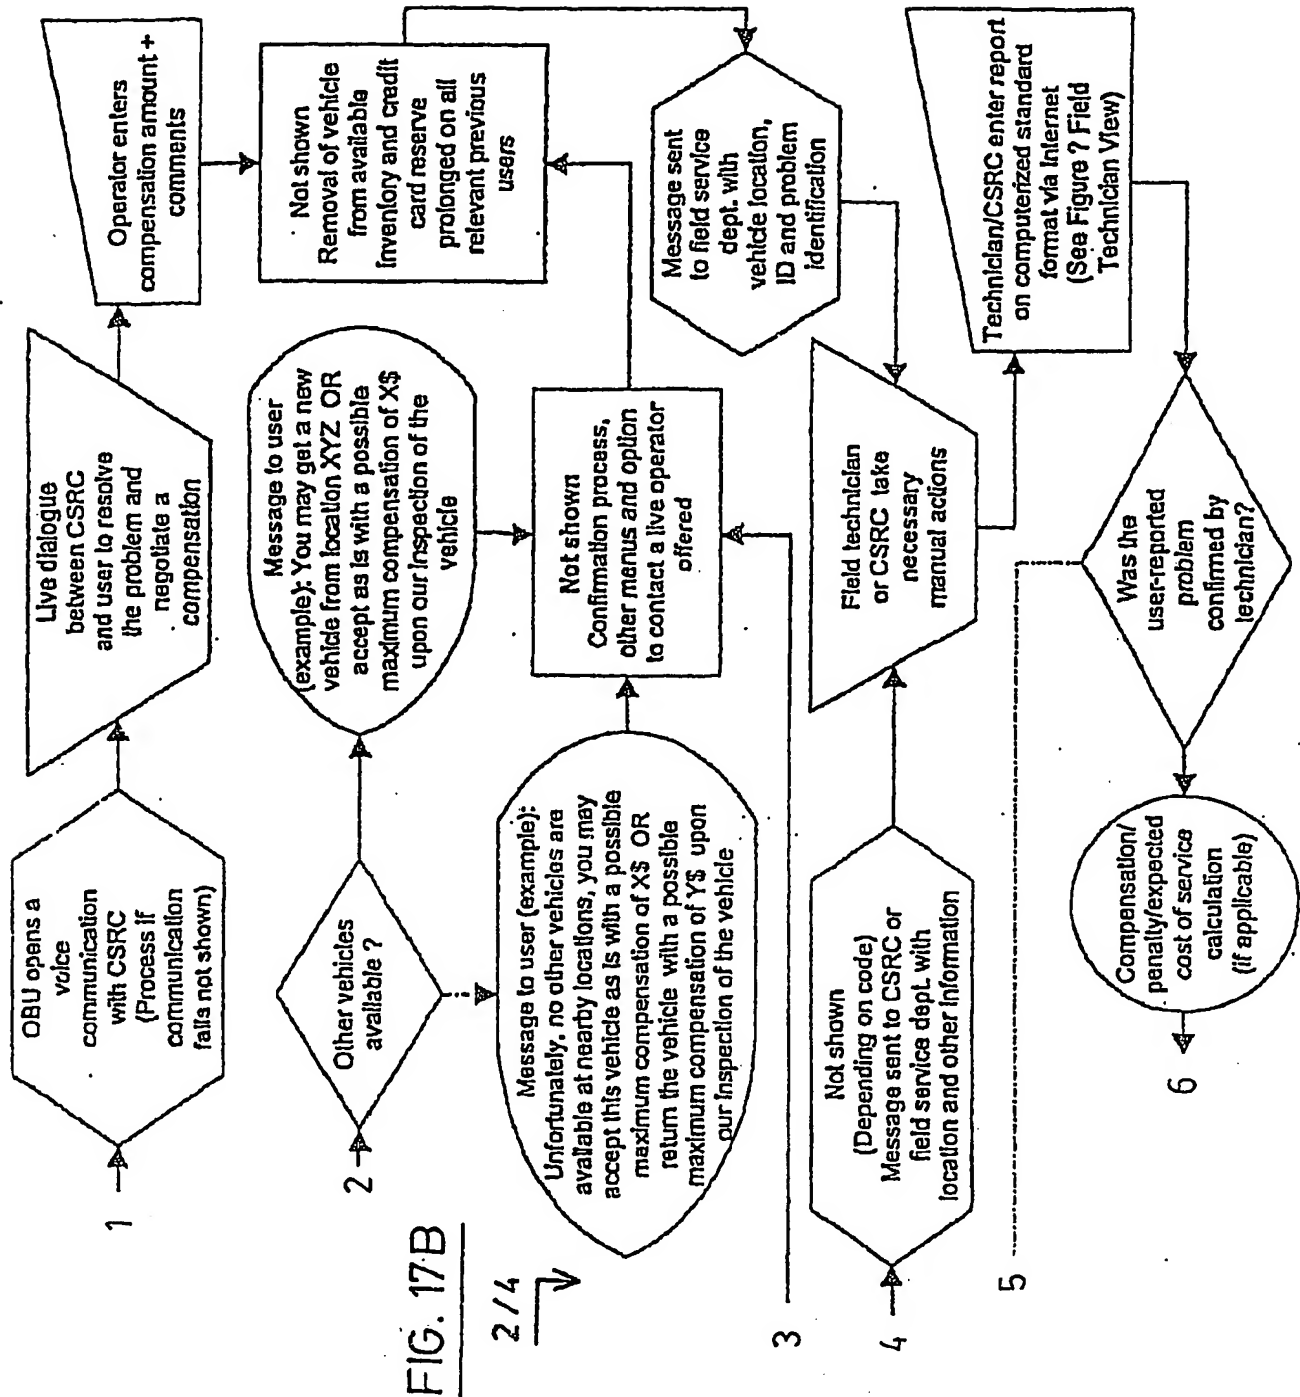 1
OBU opens a
voice
communication
with CSRC
(Process if
communication
fails not shown)
Live dialogue
between CSRC
and user to resolve
the problem and
negotiate a
compensation
Operator enters
compensation amount +
comments
Not shown
Removal of vehicle
from available
inventory and credit
card reserve
prolonged on all
relevant previous
users
2
Other vehicles
available ?
Message to user
(example): You may get a new
vehicle from location XYZ OR
accept as is with a possible
maximum compensation of X$
upon our inspection of the
vehicle
Message to user (example):
Unfortunately, no other vehicles are
available at nearby locations, you may
accept this vehicle as is with a possible
maximum compensation of X$ OR
return the vehicle with a possible
maximum compensation of Y$ upon
our inspection of the vehicle
Not shown
Confirmation process,
other menus and option
to contact a live operator
offered
Message sent
to field service
dept. with
vehicle location,
ID and problem
identification
FIG. 17B
2/4
3
4
Not shown
(Depending on code)
Message sent to CSRC or
field service dept. with
location and other information
Field technician
or CSRC take
necessary
manual actions
Technician/CSRC enter report
on computerized standard
format via Internet
(See Figure ? Field
Technician View)
5
Was the
user-reported
problem
confirmed by
technician?
Compensation/
penalty/expected
cost of service
calculation
(if applicable)
6